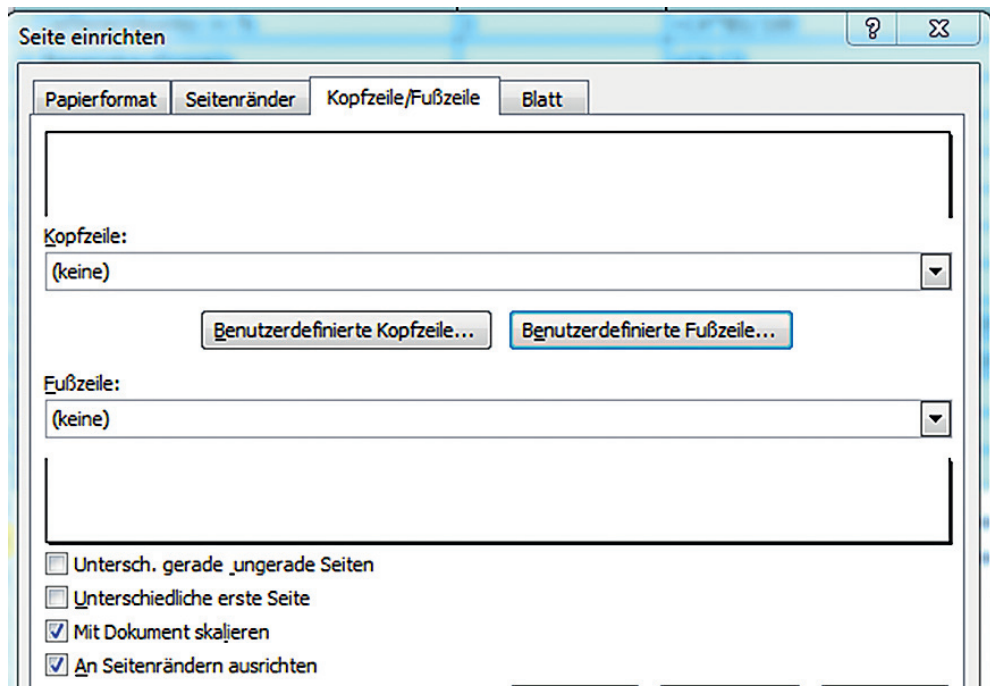 Seite einrichten
Papierformat Seitenränder Kopfzeile/Fußzeile Blatt
Kopfzeile:
(keine)
Benutzerdefinierte Kopfzeile... Benutzerdefinierte Fußzeile...
Fußzeile:
(keine)
Untersch. gerade _ungerade Seiten
Unterschiedliche erste Seite
Mit Dokument skalieren
An Seitenrändern ausrichten